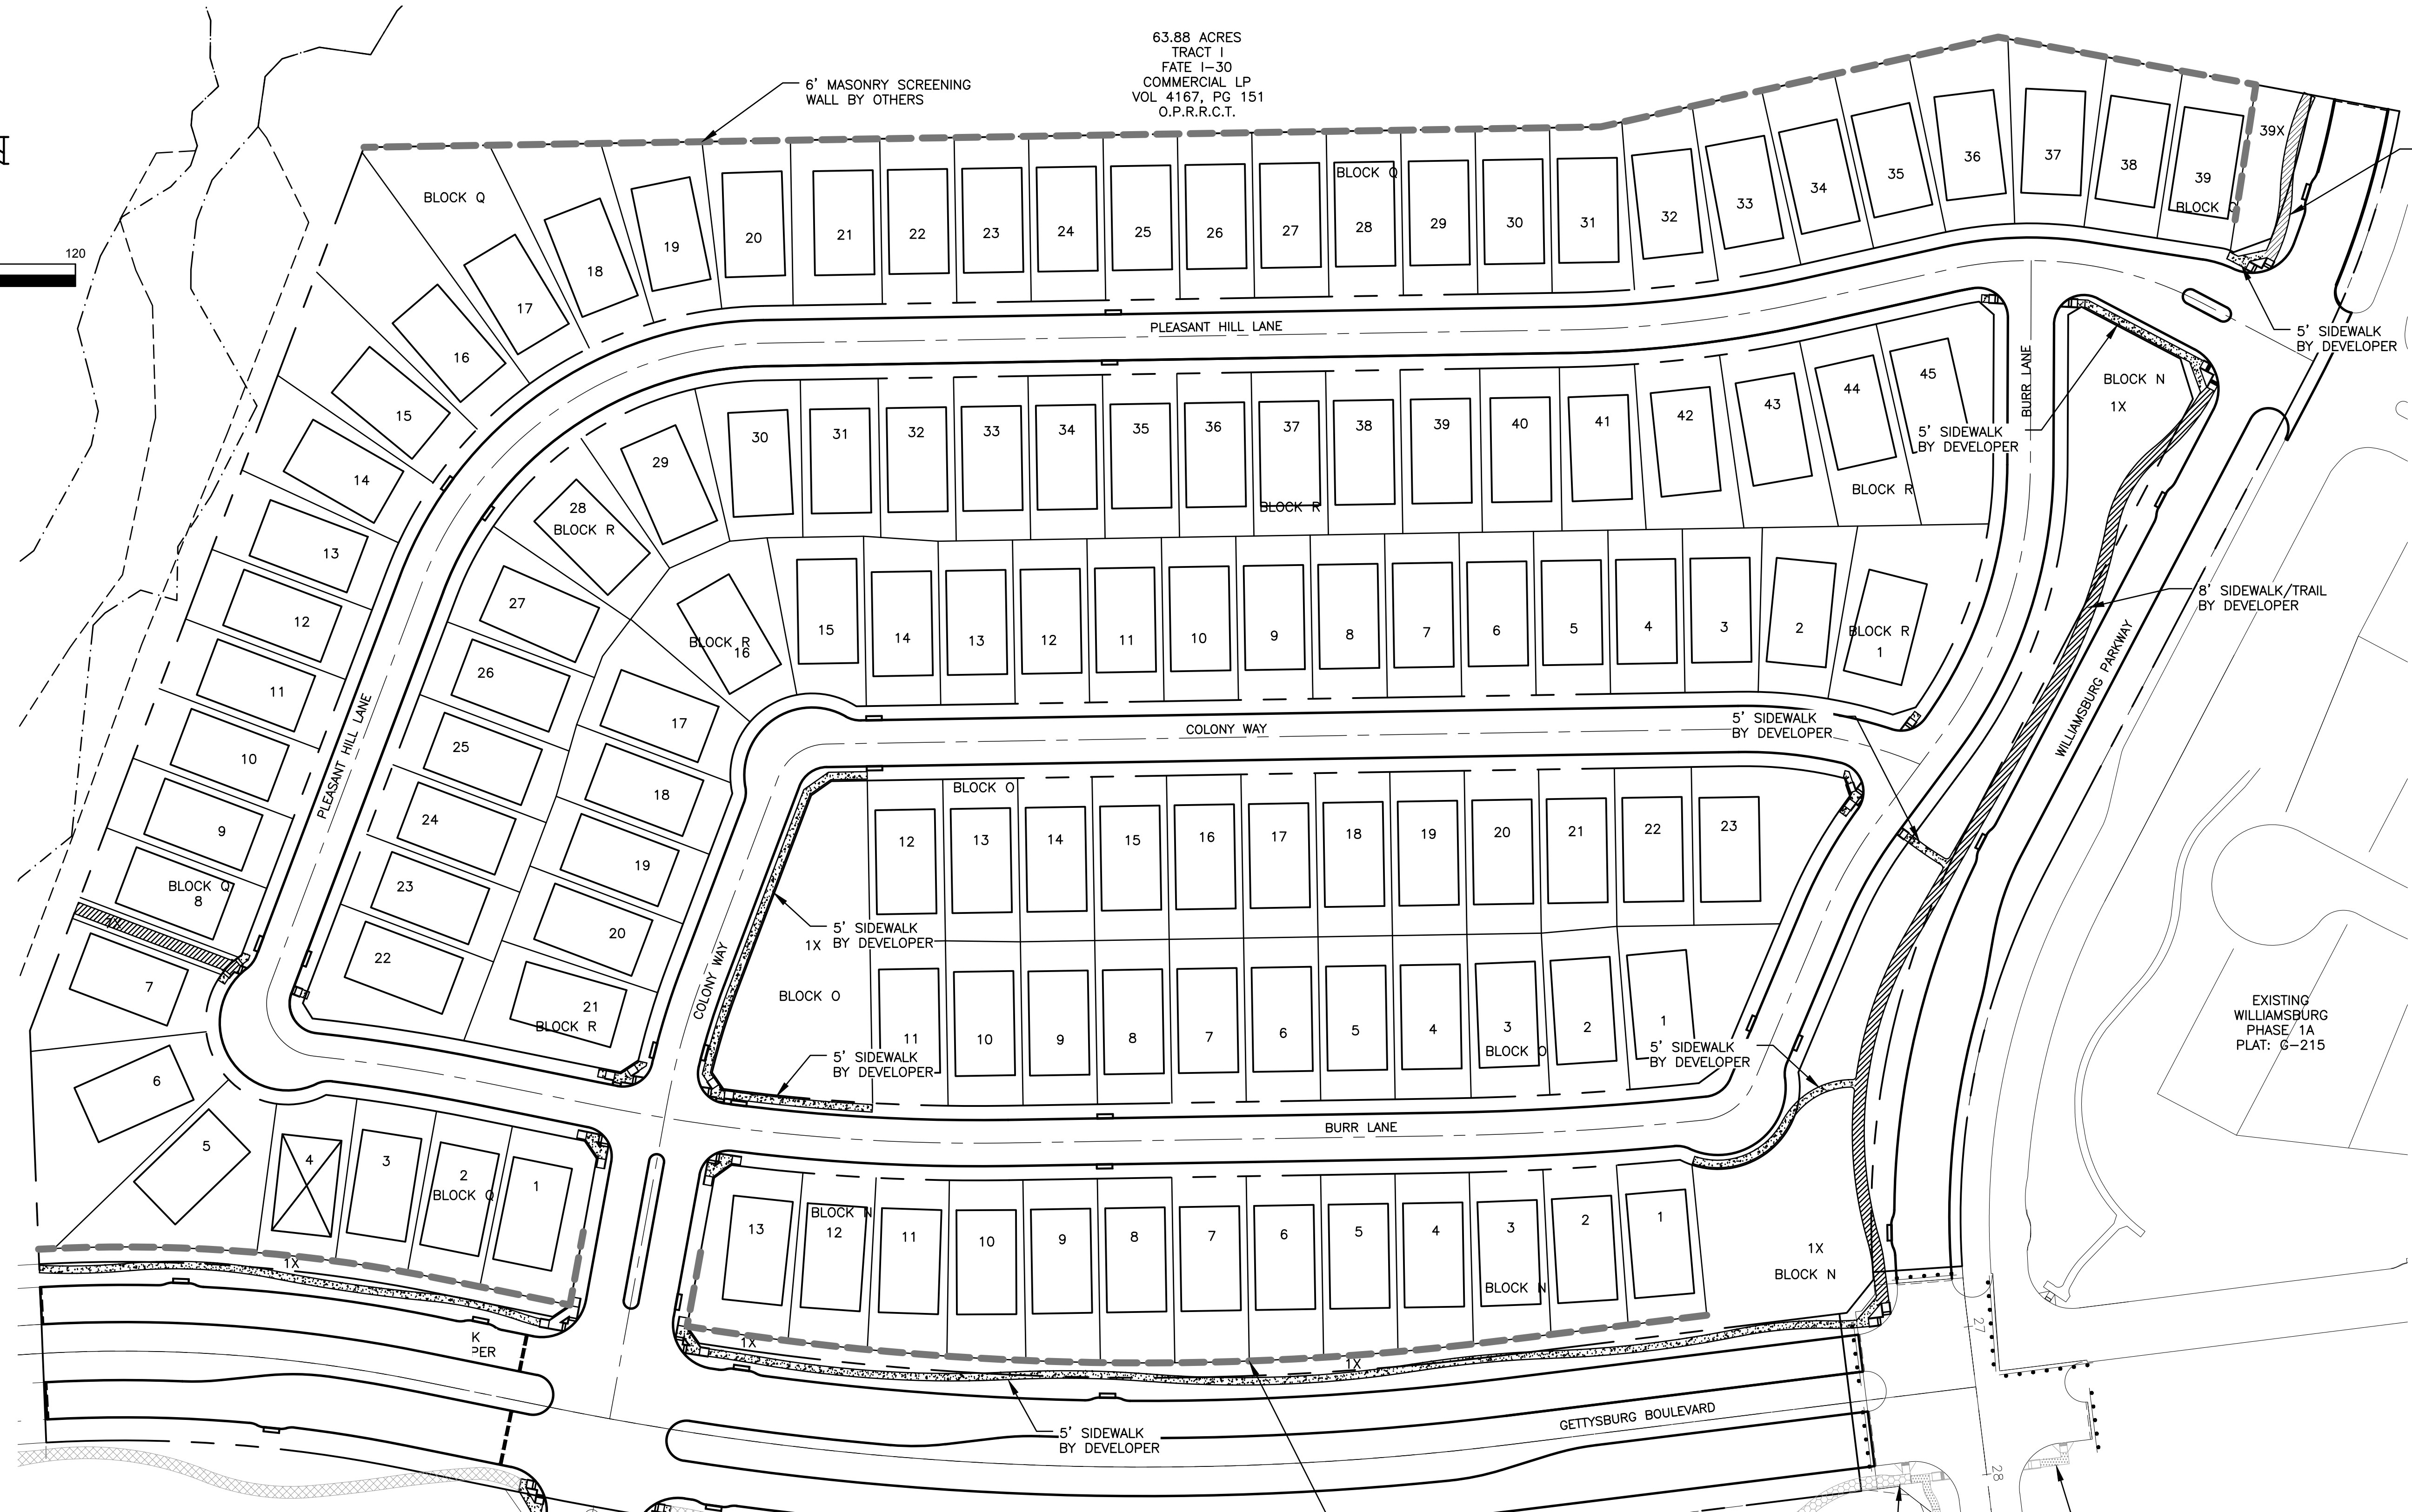 63.88 ACRES
TRACT I
FATE I-30
COMMERCIAL LP
VOL 4167, PG 151
O.P.R.R.C.T.
6' MASONRY SCREENING
WALL BY OTHERS
120
39X
BLOCK Q
17 18 19 20 21 22 23 24 25 26 27 28 29 30 31 32 33 34 35 36 37 38 39
BLOCK Q
BLOCK Q
PLEASANT HILL LANE
5' SIDEWALK
BY DEVELOPER
BURR LANE
BLOCK N
1X
5' SIDEWALK
BY DEVELOPER
16
15
14
13
12
11
10
9
BLOCK Q
8
7
6
5
PLEASANT HILL LANE
28 29 30 31 32 33 34 35 36 37 38 39 40 41 42 43 44 45
BLOCK R
BLOCK R
BLOCK R
27
26
25
24
23
22
BLOCK R
16 15 14 13 12 11 10 9 8 7 6 5 4 3 2 1
BLOCK R
17
18
19
20
21
BLOCK R
8' SIDEWALK/TRAIL
BY DEVELOPER
WILLIAMSBURG PARKWAY
COLONY WAY
5' SIDEWALK
BY DEVELOPER
COLONY WAY
BLOCK O
12 13 14 15 16 17 18 19 20 21 22 23
5' SIDEWALK
1X BY DEVELOPER
BLOCK O
11 10 9 8 7 6 5 4 3 2 1
BLOCK O
5' SIDEWALK
BY DEVELOPER
5' SIDEWALK
BY DEVELOPER
EXISTING
WILLIAMSBURG
PHASE 1A
PLAT: G-215
BURR LANE
4 3 2 1
BLOCK Q
1X
13 12 11 10 9 8 7 6 5 4 3 2 1
BLOCK N
BLOCK N
1X
BLOCK N
1X
1X
K
PER
5' SIDEWALK
BY DEVELOPER
GETTYSBURG BOULEVARD
27
28